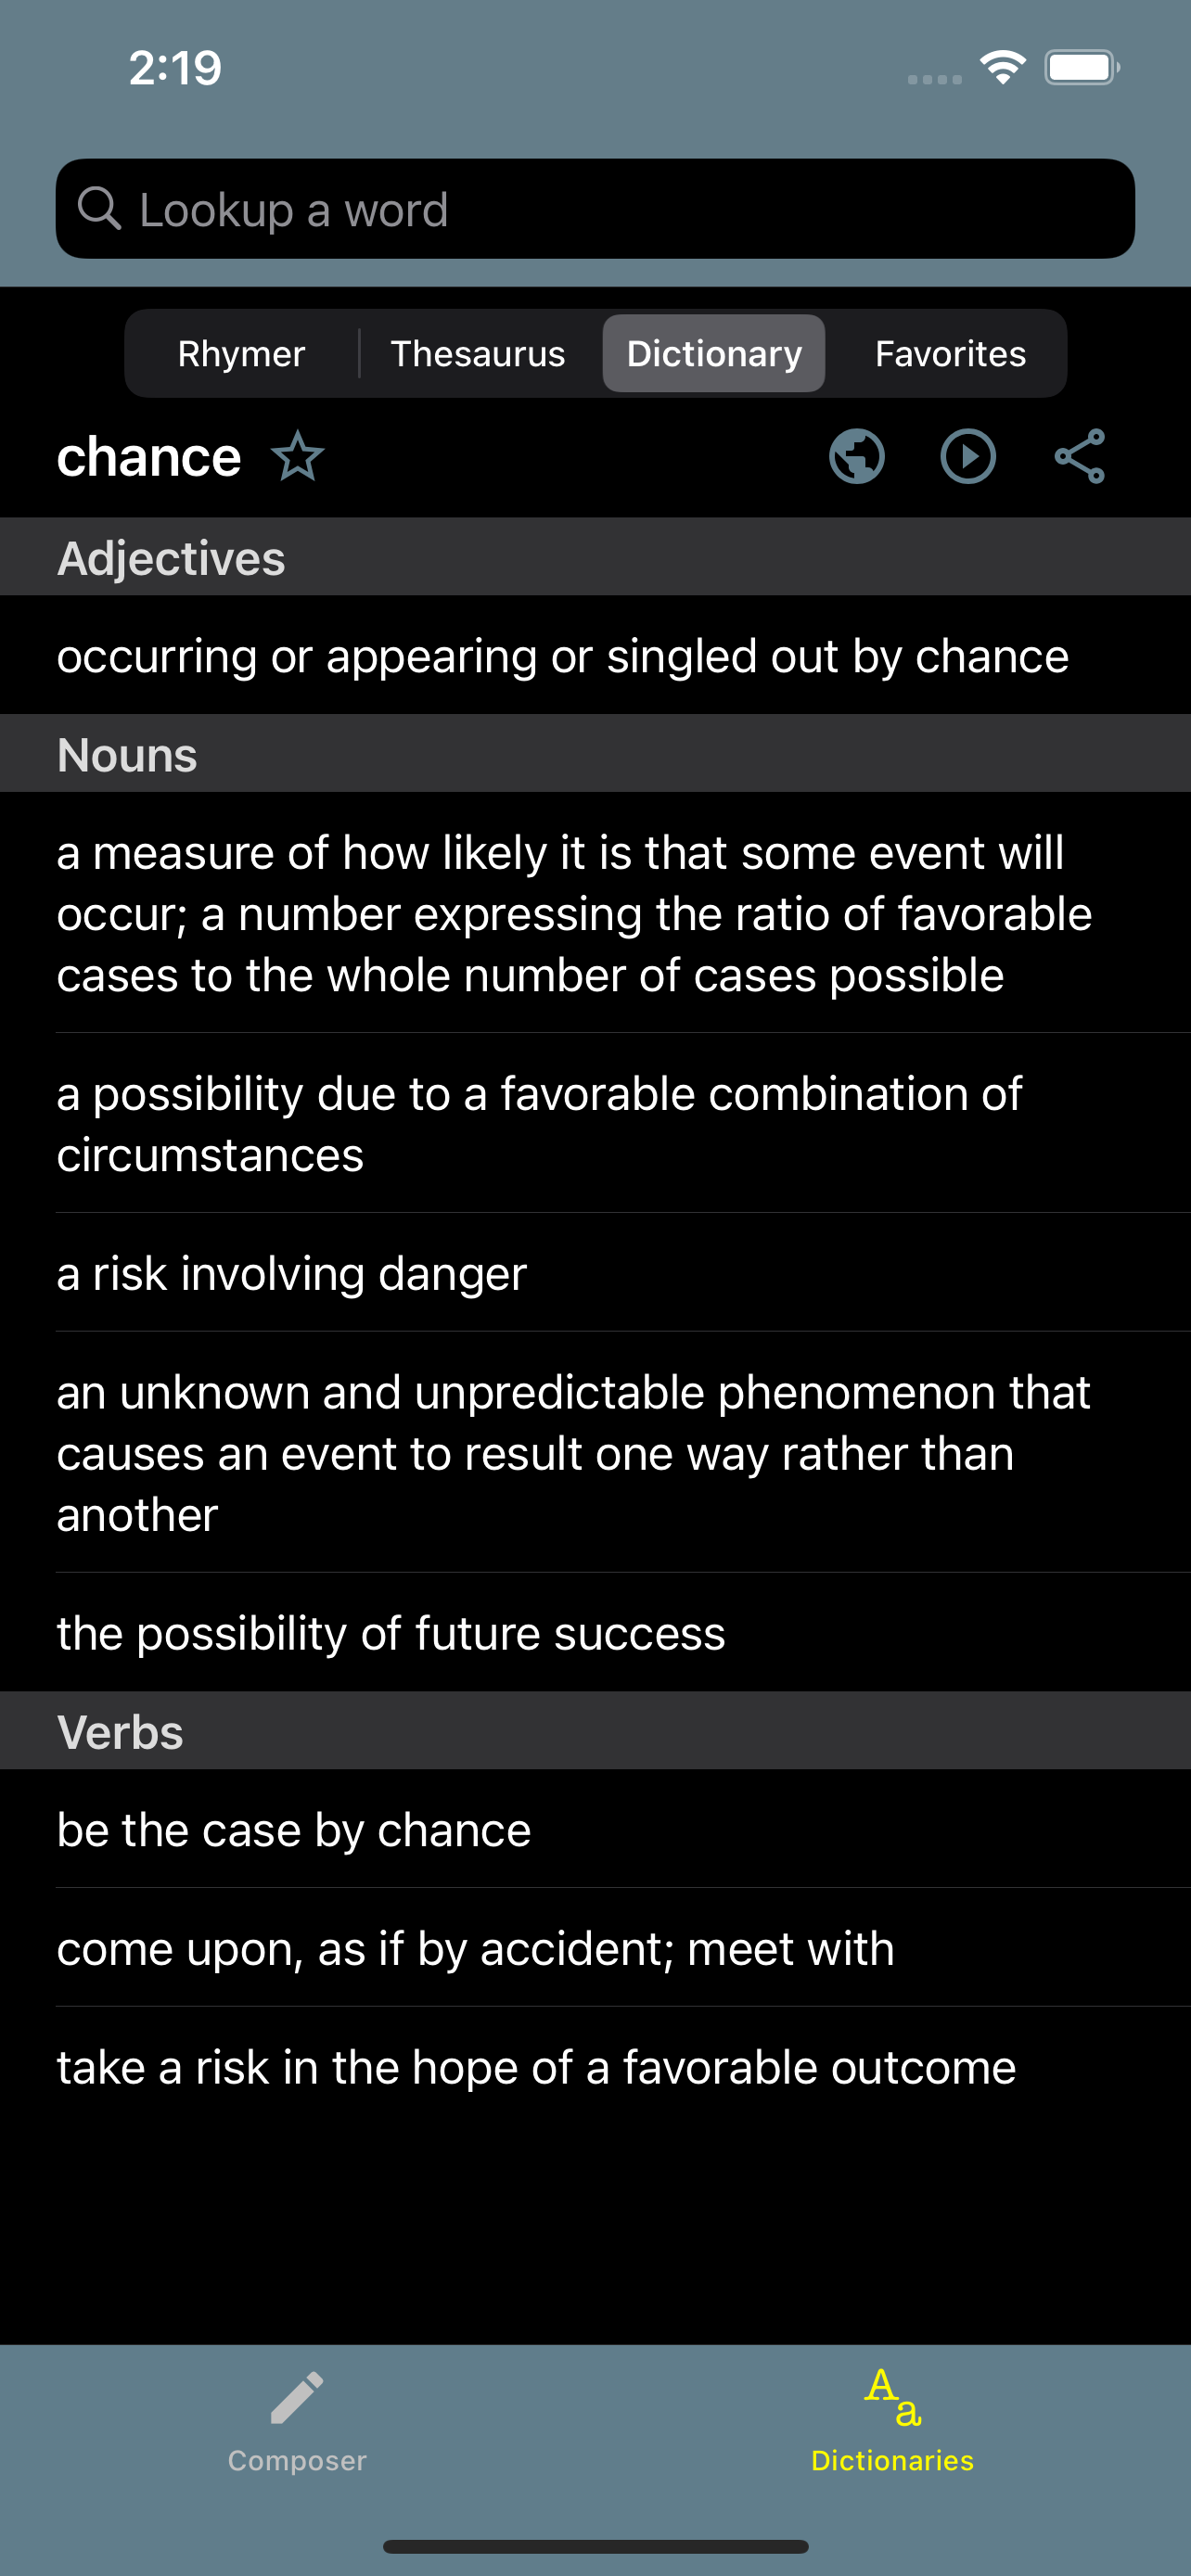 2:19
Lookup a word
Rhymer Thesaurus Dictionary Favorites
chance
Adjectives
occurring or appearing or singled out by chance
Nouns
a measure of how likely it is that some event will
occur; a number expressing the ratio of favorable
cases to the whole number of cases possible
a possibility due to a favorable combination of
circumstances
a risk involving danger
an unknown and unpredictable phenomenon that
causes an event to result one way rather than
another
the possibility of future success
Verbs
be the case by chance
come upon, as if by accident; meet with
take a risk in the hope of a favorable outcome
Aa
Composer Dictionaries